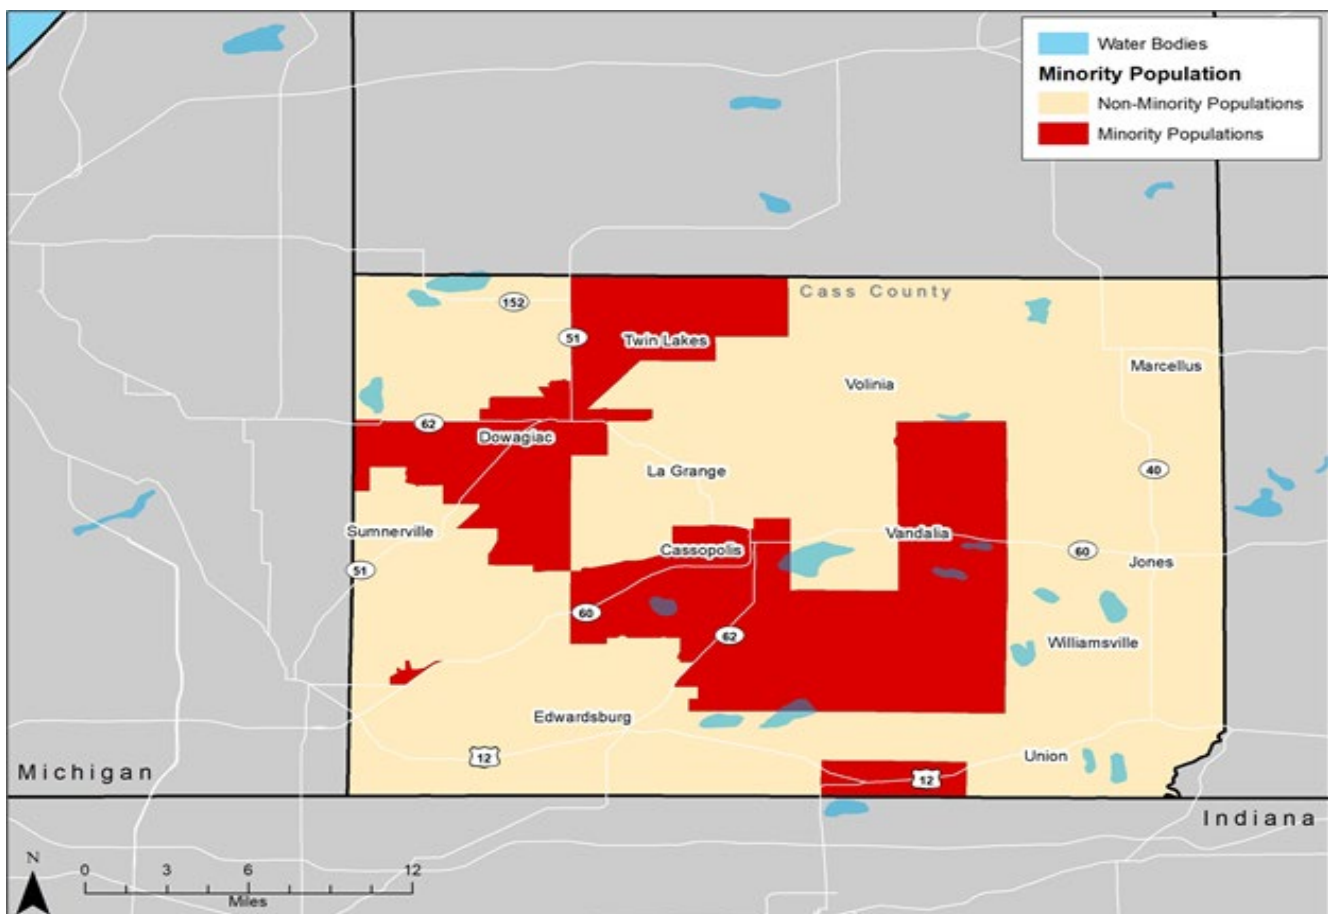 Water Bodies
Minority Population
Non-Minority Populations
Minority Populations
Cass County
152
51
Twin Lakes
Marcellus
Volinia
62
Dowagiac
La Grange
40
Sumnerville
Vandalia
Cassopolis
60
Jones
51
60
62
Williamsville
Edwardsburg
12
Union
12
Michigan
Indiana
N
0 3 6 12
Miles